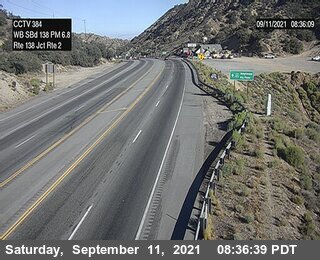 CCTV 384
WB SBd 138 PM 6.8
Rte 138 Jct Rte 2
09/11/2021 08:36:09
Saturday, September 11, 2021 08:36:39 PDT